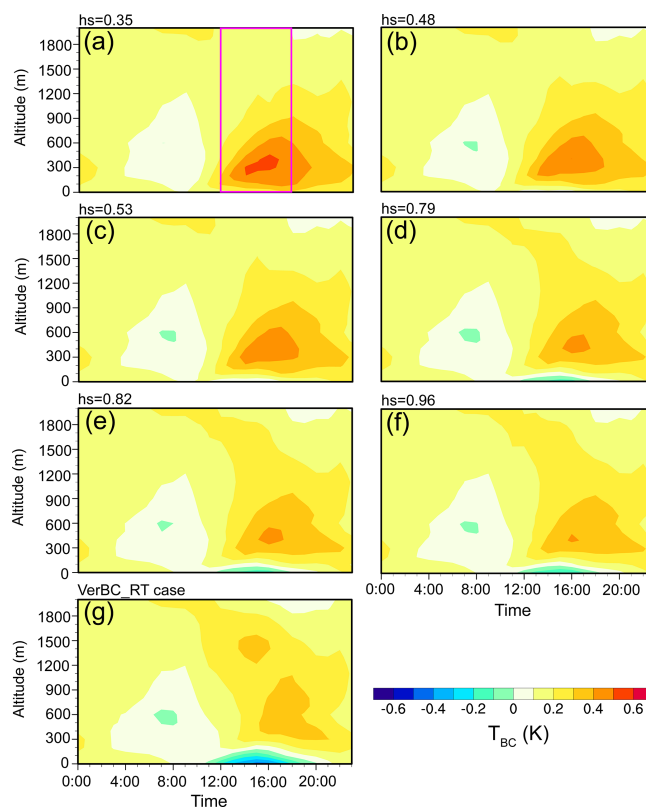 hs=0.35
hs=0.48
(a)
(b)
Altitude (m)
1800
1500
1200
900
600
300
0
hs=0.53
hs=0.79
(c)
(d)
Altitude (m)
1800
1500
1200
900
600
300
0
hs=0.82
hs=0.96
(e)
(f)
Altitude (m)
1800
1500
1200
900
600
300
0
0:00 4:00 8:00 12:00 16:00 20:00
Time
VerBC_RT case
(g)
Altitude (m)
1800
1500
1200
900
600
300
0
0:00 4:00 8:00 12:00 16:00 20:00
Time
-0.6 -0.4 -0.2 0 0.2 0.4 0.6
TBC (K)